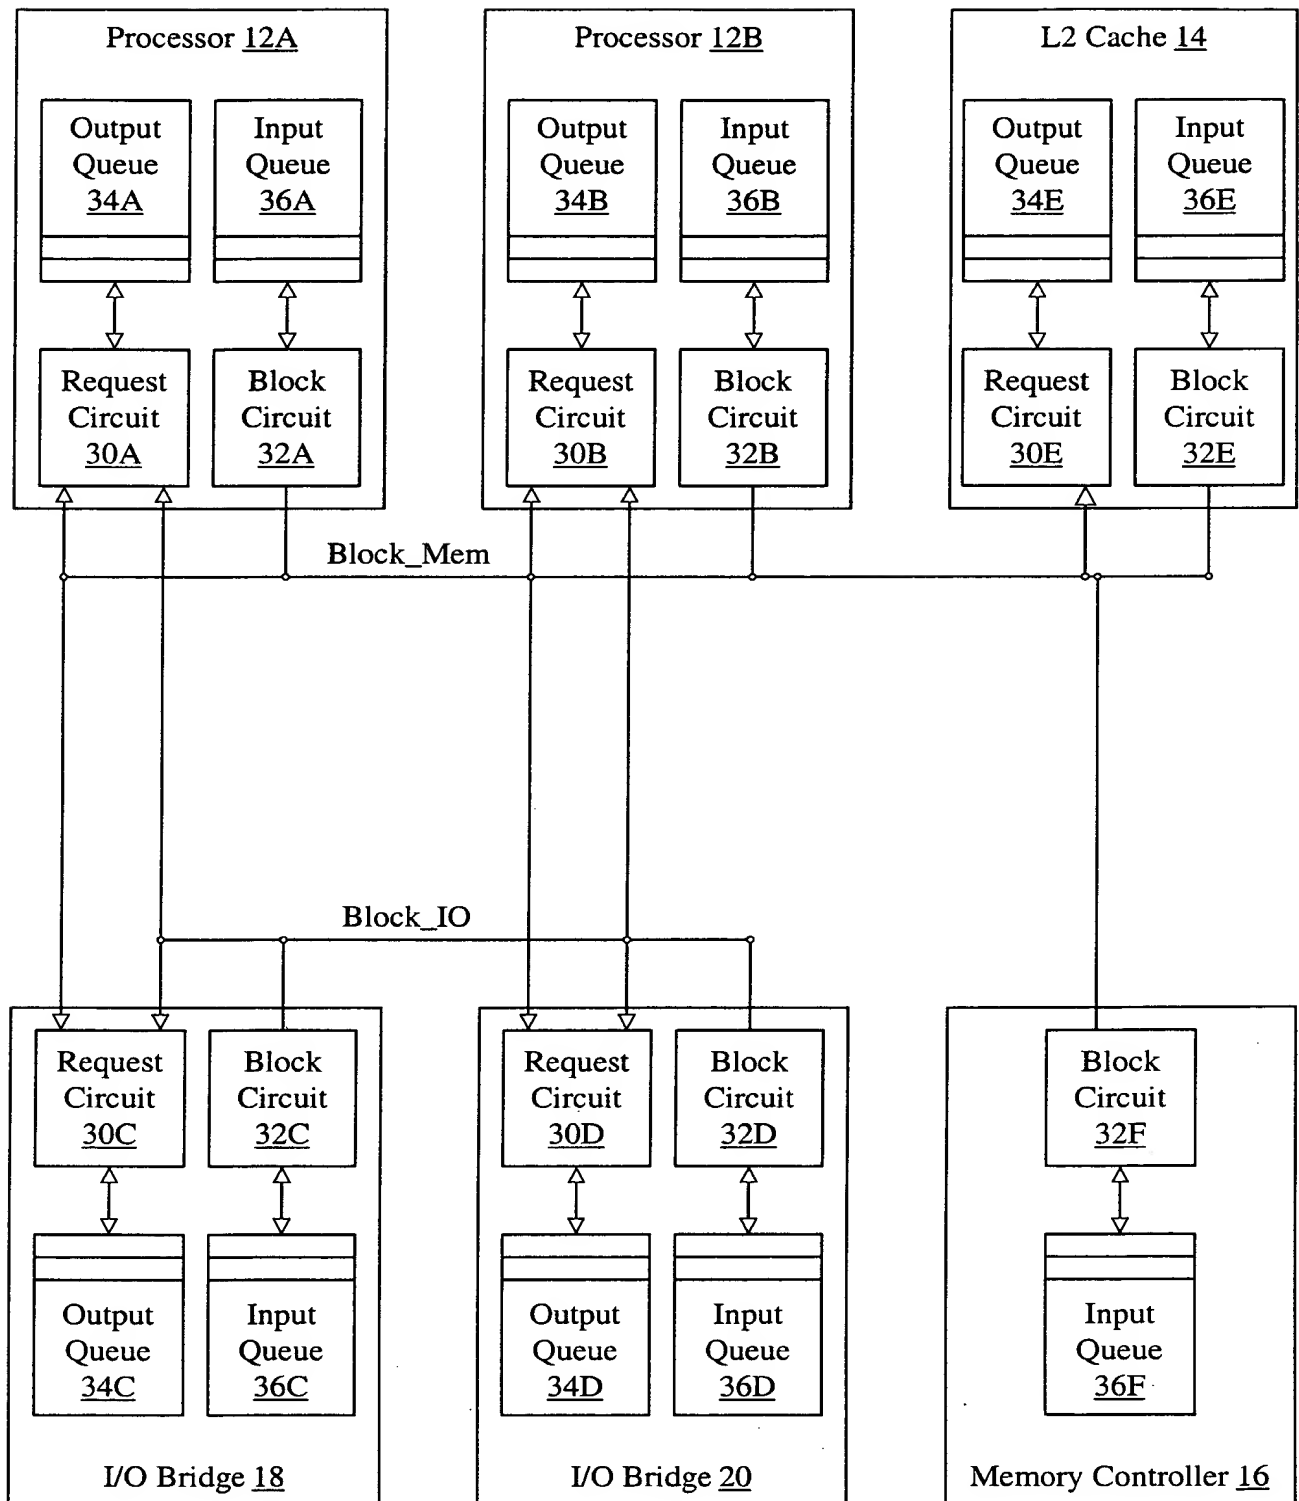 Processor 12A
Output
Queue
34A
Input
Queue
36A
Request
Circuit
30A
Block
Circuit
32A
Processor 12B
Output
Queue
34B
Input
Queue
36B
Request
Circuit
30B
Block
Circuit
32B
L2 Cache 14
Output
Queue
34E
Input
Queue
36E
Request
Circuit
30E
Block
Circuit
32E
Block_Mem
Block_IO
Request
Circuit
30C
Block
Circuit
32C
Output
Queue
34C
Input
Queue
36C
I/O Bridge 18
Request
Circuit
30D
Block
Circuit
32D
Output
Queue
34D
Input
Queue
36D
I/O Bridge 20
Block
Circuit
32F
Input
Queue
36F
Memory Controller 16